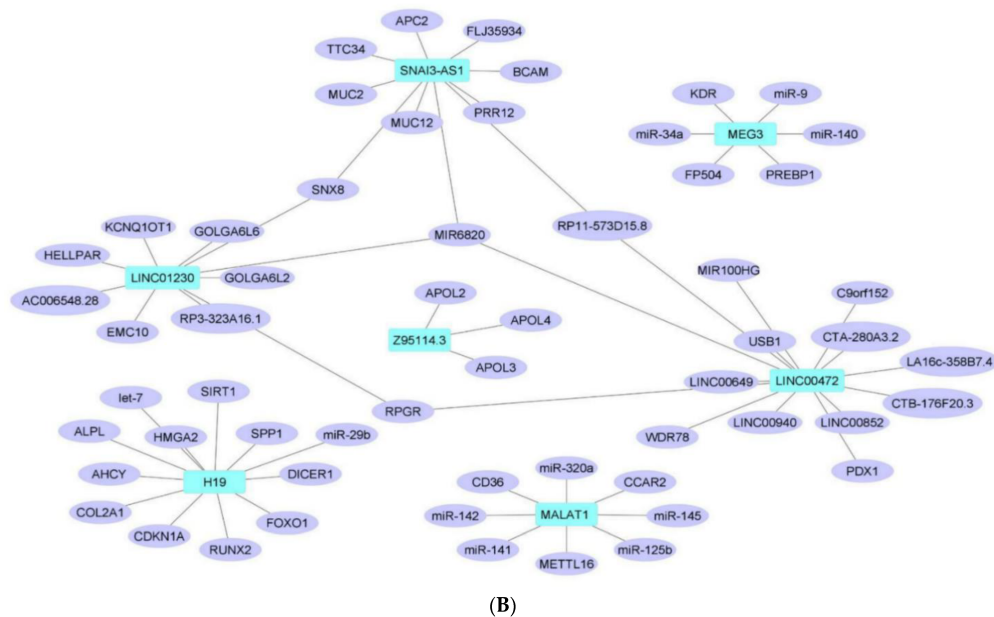 APC2
FLJ35934
TTC34
SNAI3-AS1
BCAM
MUC2
PRR12
MUC12
KDR
miR-9
miR-34a
MEG3
miR-140
FP504
PREBP1
SNX8
KCNQ1OT1
GOLGA6L6
MIR6820
RP11-573D15.8
HELLPAR
LINC01230
GOLGA6L2
MIR100HG
AC006548.28
APOL2
C9orf152
EMC10
RP3-323A16.1
APOL4
Z95114.3
USB1
CTA-280A3.2
APOL3
LA16c-358B7.4
LINC00649
LINC00472
CTB-176F20.3
SIRT1
let-7
RPGR
LINC00940
LINC00852
ALPL
HMGA2
SPP1
miR-29b
WDR78
PDX1
AHCY
H19
DICER1
miR-320a
CD36
CCAR2
COL2A1
FOXO1
miR-142
MALAT1
miR-145
CDKN1A
RUNX2
miR-141
miR-125b
METTL16
(B)